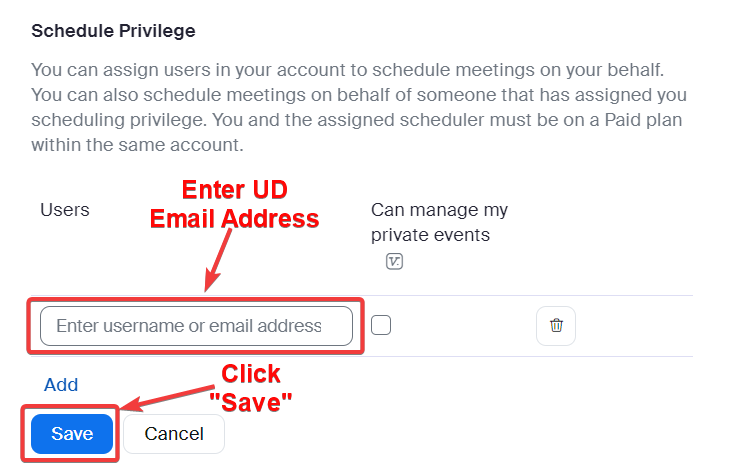 Schedule Privilege
You can assign users in your account to schedule meetings on your behalf.
You can also schedule meetings on behalf of someone that has assigned you
scheduling privilege. You and the assigned scheduler must be on a Paid plan
within the same account.
Enter UD
Email Address
Users
Can manage my
private events
V.
Enter username or email address
Add
Click
"Save"
Save
Cancel